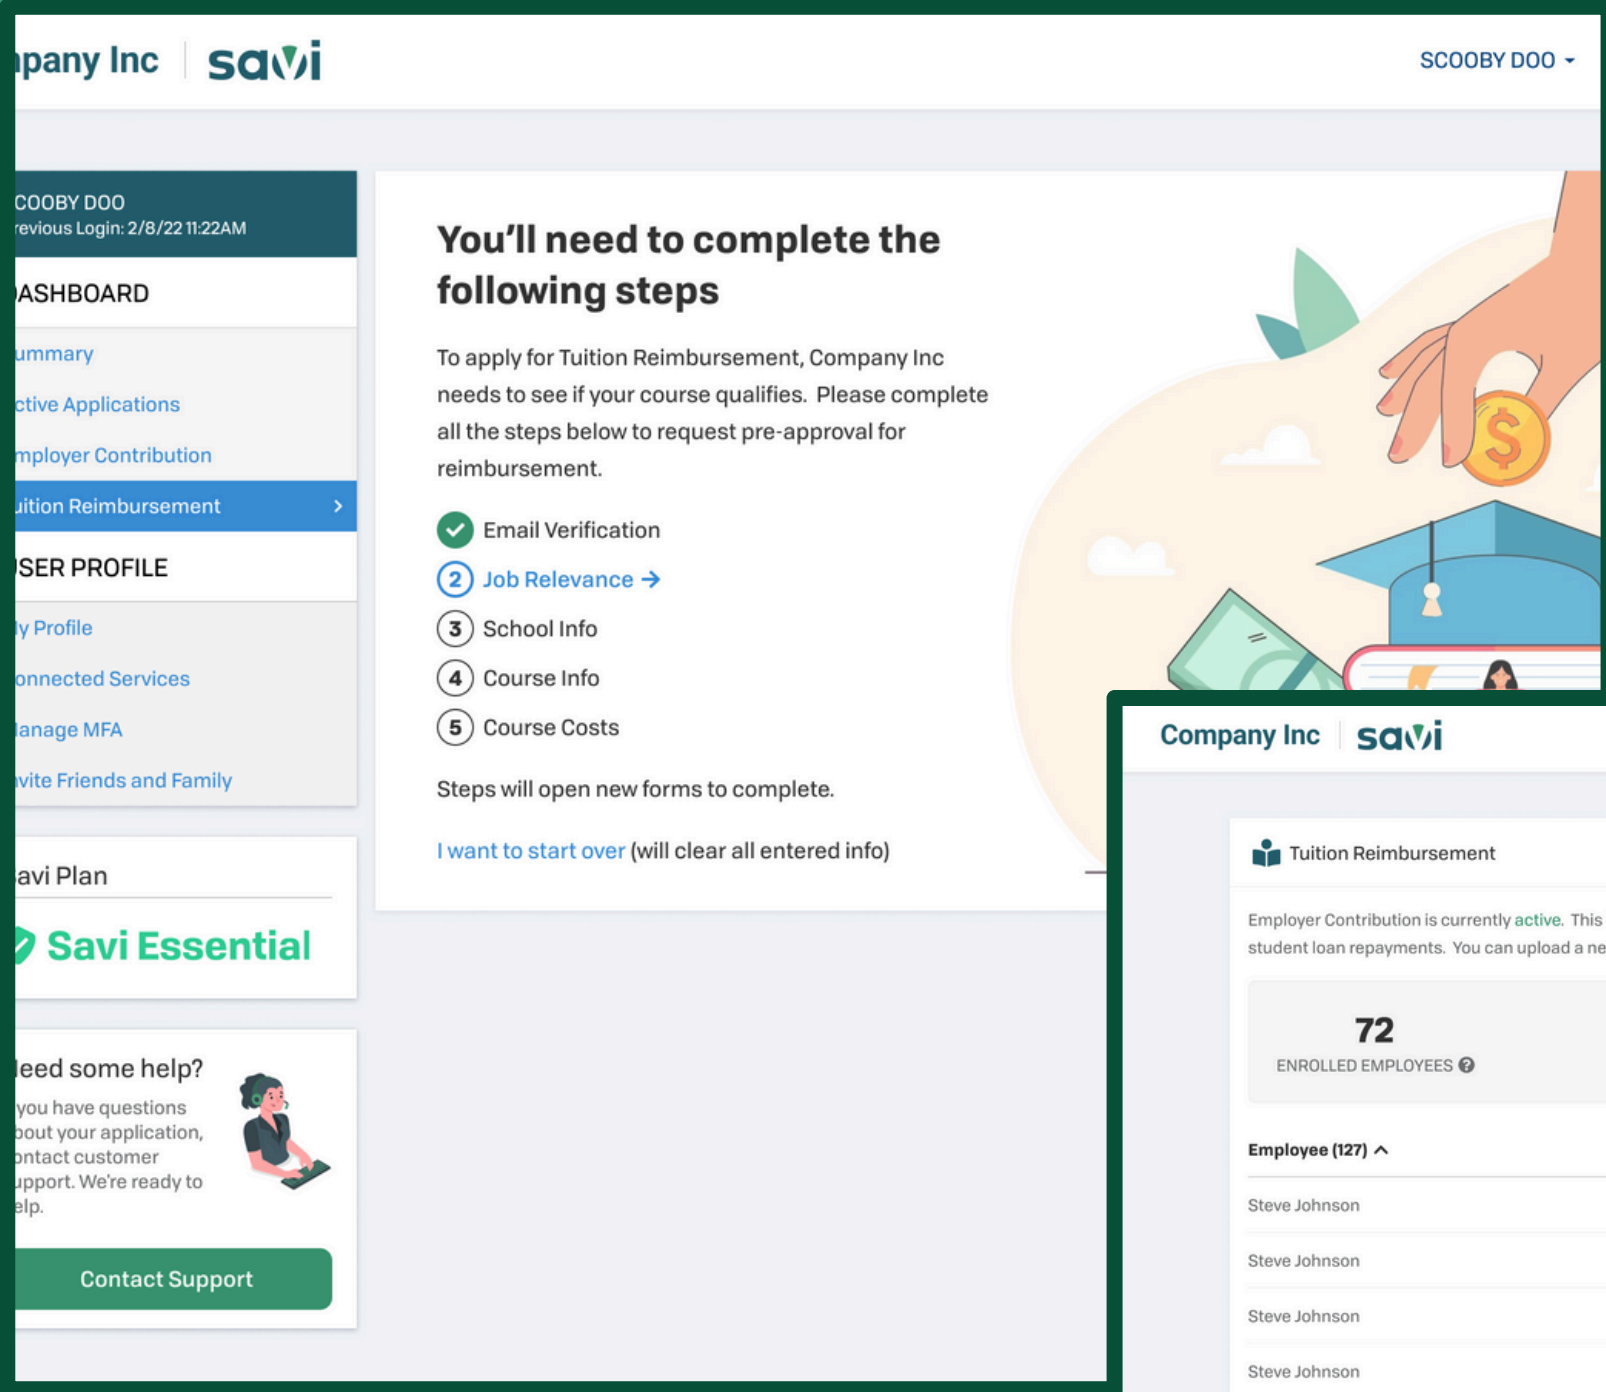 mpany Inc
savi
SCOOBY DOO
COOBY DOO
revious Login: 2/8/22 11:22AM
ASHBOARD
ummary
ctive Applications
mployer Contribution
uition Reimbursement
SER PROFILE
y Profile
onnected Services
anage MFA
vite Friends and Family
avi Plan
Savi Essential
eed some help?
you have questions
bout your application,
ontact customer
upport. We're ready to
elp.
Contact Support
You'll need to complete the
following steps
To apply for Tuition Reimbursement, Company Inc
needs to see if your course qualifies. Please complete
all the steps below to request pre-approval for
reimbursement.
Email Verification
2 Job Relevance →
3 School Info
4 Course Info
5 Course Costs
Steps will open new forms to complete.
I want to start over (will clear all entered info)
$
Company Inc
savi
Tuition Reimbursement
Employer Contribution is currently active. This
student loan repayments. You can upload a ne
72
ENROLLED EMPLOYEES ?
Employee (127)
Steve Johnson
Steve Johnson
Steve Johnson
Steve Johnson